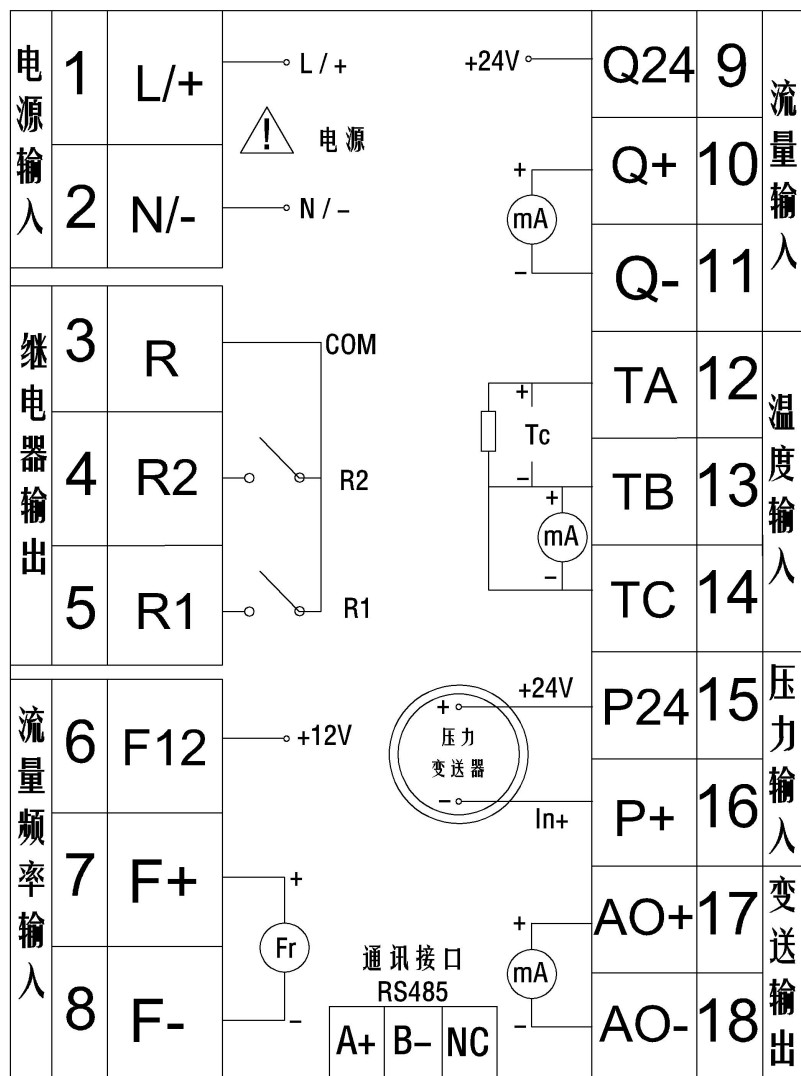 电源输入
1 L/+
L / +
! 电源
2 N/-
N / -
继电器输出
3 R
COM
4 R2
R2
5 R1
R1
流量频率输入
6 F12
+12V
7 F+
+
Fr
8 F-
-
通讯接口
RS485
A+ B- NC
流量输入
+24V
Q24 9
Q+ 10
+
mA
-
Q- 11
温度输入
TA 12
+
Tc
-
TB 13
+
mA
-
TC 14
压力输入
+24V
P24 15
+
压力
变送器
-
In+
P+ 16
变送输出
AO+ 17
+
mA
-
AO- 18